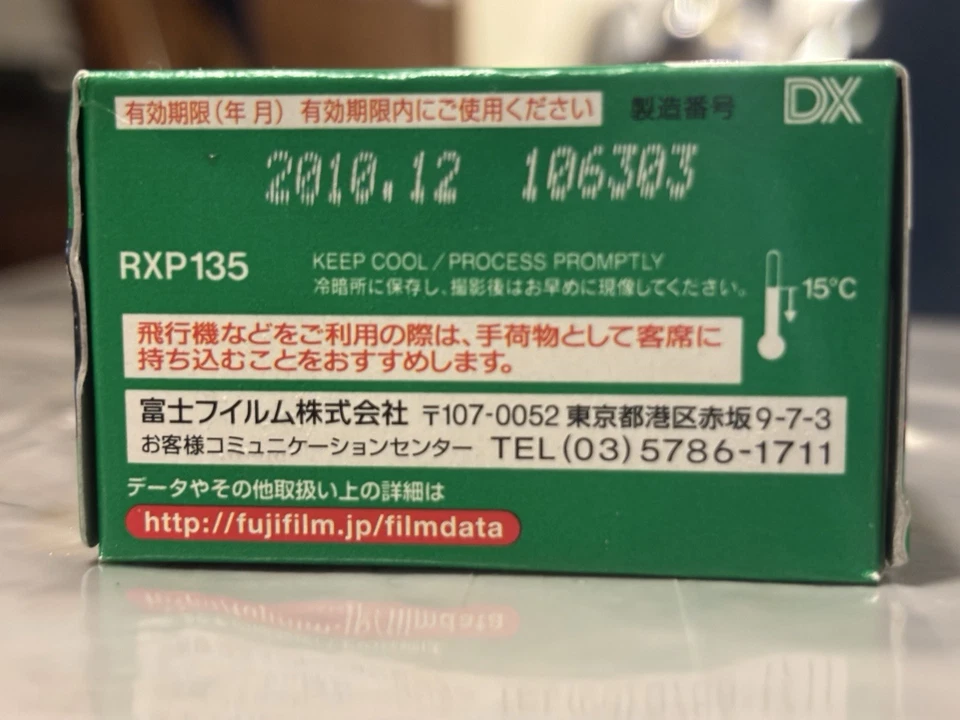 有効期限(年 月) 有効期限内にご使用ください 製造番号 DX
2010.12 106303
RXP135
KEEP COOL/PROCESS PROMPTLY
冷暗所に保存し、撮影後はお早めに現像してください。
15°C
飛行機などをご利用の際は、手荷物として客席に
持ち込むことをおすすめします。
富士フイルム株式会社 〒107-0052 東京都港区赤坂9-7-3
お客様コミュニケーションセンター TEL(03)5786-1711
データやその他取扱い上の詳細は
http://fujifilm.jp/filmdata